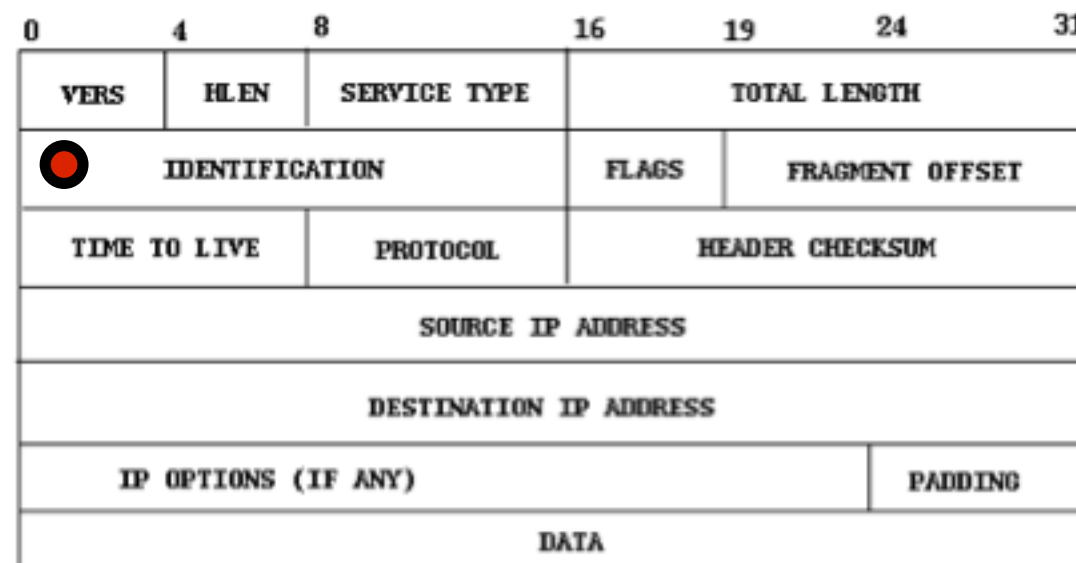 0 4 8 16 19 24 31
VERS HLEN SERVICE TYPE TOTAL LENGTH
IDENTIFICATION FLAGS FRAGMENT OFFSET
TIME TO LIVE PROTOCOL HEADER CHECKSUM
SOURCE IP ADDRESS
DESTINATION IP ADDRESS
IP OPTIONS (IF ANY) PADDING
DATA